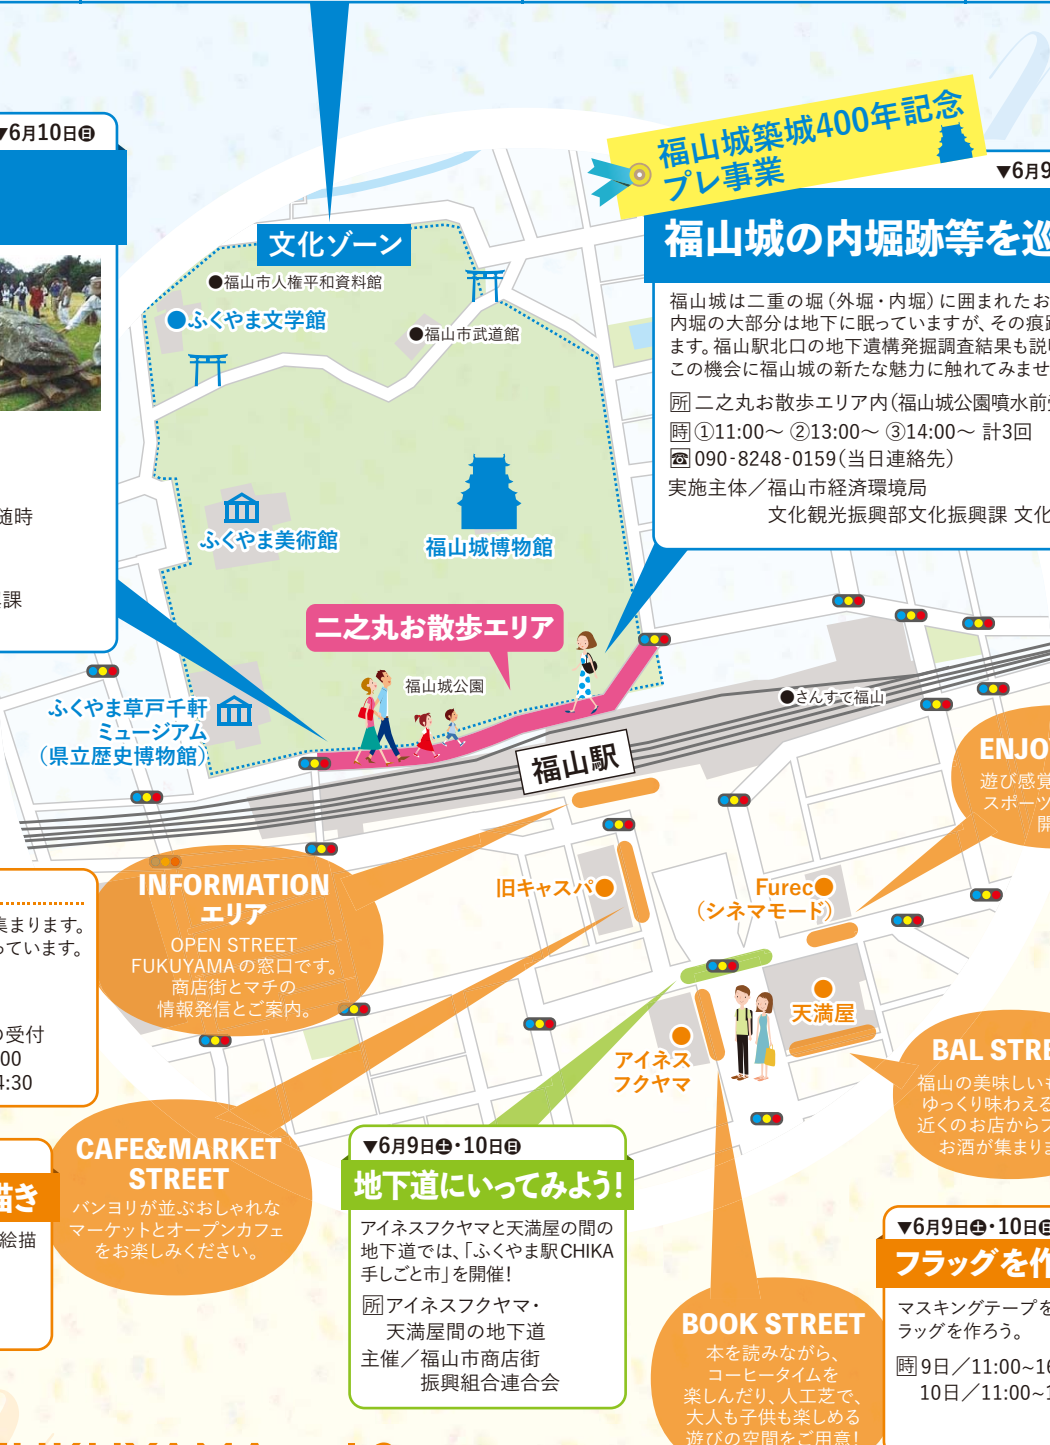 ▼6月10日㊐
随時
課
文化ゾーン
●福山市人権平和資料館
●ふくやま文学館
●福山市武道館
ふくやま美術館
福山城博物館
二之丸お散歩エリア
福山城公園
ふくやま草戸千軒
ミュージアム
（県立歴史博物館）
福山駅
●さんすて福山
福山城築城400年記念
プレ事業
▼6月9
福山城の内堀跡等を巡
福山城は二重の堀（外堀・内堀）に囲まれたお
内堀の大部分は地下に眠っていますが、その痕跡
ます。福山駅北口の地下遺構発掘調査結果も説明
この機会に福山城の新たな魅力に触れてみませ
所 二之丸お散歩エリア内（福山城公園噴水前
時 ①11:00～ ②13:00～ ③14:00～ 計3回
☎ 090-8248-0159（当日連絡先）
実施主体／福山市経済環境局
文化観光振興部文化振興課 文化
ENJO
遊び感覚
スポーツ
開
旧キャスパ●
Furec●
（シネマモード）
天満屋
アイネス
フクヤマ
INFORMATION
エリア
OPEN STREET
FUKUYAMAの窓口です。
商店街とマチの
情報発信とご案内。
集まります。
っています。
の受付
:00
4:30
CAFE&MARKET
STREET
バンヨリが並ぶおしゃれな
マーケットとオープンカフェ
をお楽しみください。
描き
絵描
▼6月9日㊏・10日㊐
地下道にいってみよう！
アイネスフクヤマと天満屋の間の
地下道では、「ふくやま駅CHIKA
手しごと市」を開催！
所 アイネスフクヤマ・
天満屋間の地下道
主催／福山市商店街
振興組合連合会
BAL STRE
福山の美味しいも
ゆっくり味わえる
近くのお店からフ
お酒が集まりま
BOOK STREET
本を読みながら、
コーヒータイムを
楽しんだり、人工芝で、
大人も子供も楽しめる
遊びの空間をご用意！
▼6月9日㊏・10日㊐
フラッグを作
マスキングテープを
ラッグを作ろう。
時 9日／11:00~16
10日／11:00~1